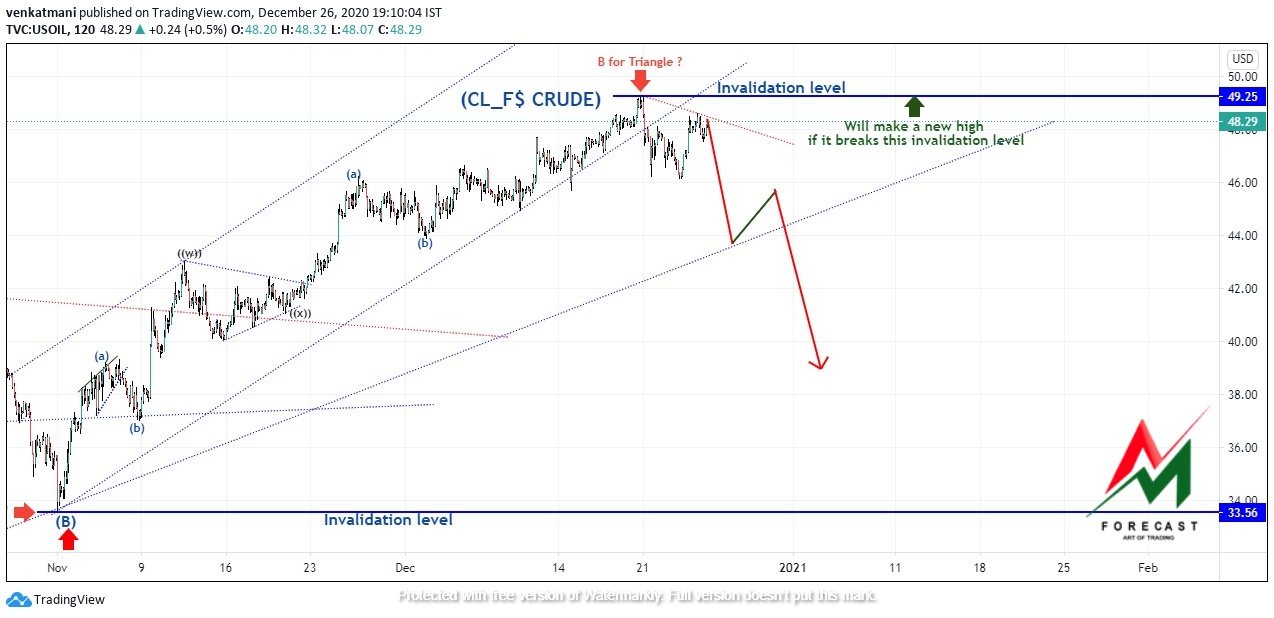 venkatmani published on TradingView.com, December 26, 2020 19:10:04 IST
TVC:USOIL, 120 48.29 ▲ +0.24 (+0.5%) O:48.20 H:48.32 L:48.07 C:48.29
USD
B for Triangle ?
50.00
(CL_F$ CRUDE)
Invalidation level
49.25
Will make a new high
if it breaks this invalidation level
48.29
48.00
(a)
46.00
(b)
44.00
((w))
42.00
((x))
40.00
(a)
38.00
(b)
36.00
34.00
(B)
Invalidation level
33.56
AM
FORECAST
ART OF TRADING
Nov 9 16 23 Dec 14 21 2021 11 18 25 Feb
TradingView
Protected with free version of Watermarkly. Full version doesn't put this mark.